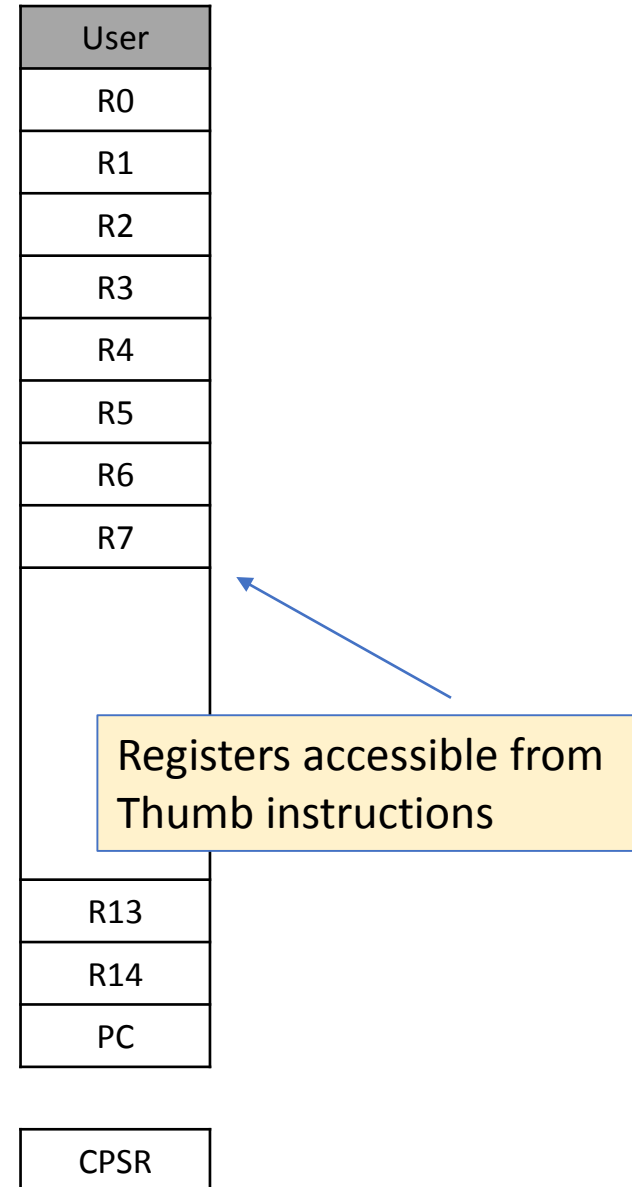 User
R0
R1
R2
R3
R4
R5
R6
R7
Registers accessible from
Thumb instructions
R13
R14
PC
CPSR